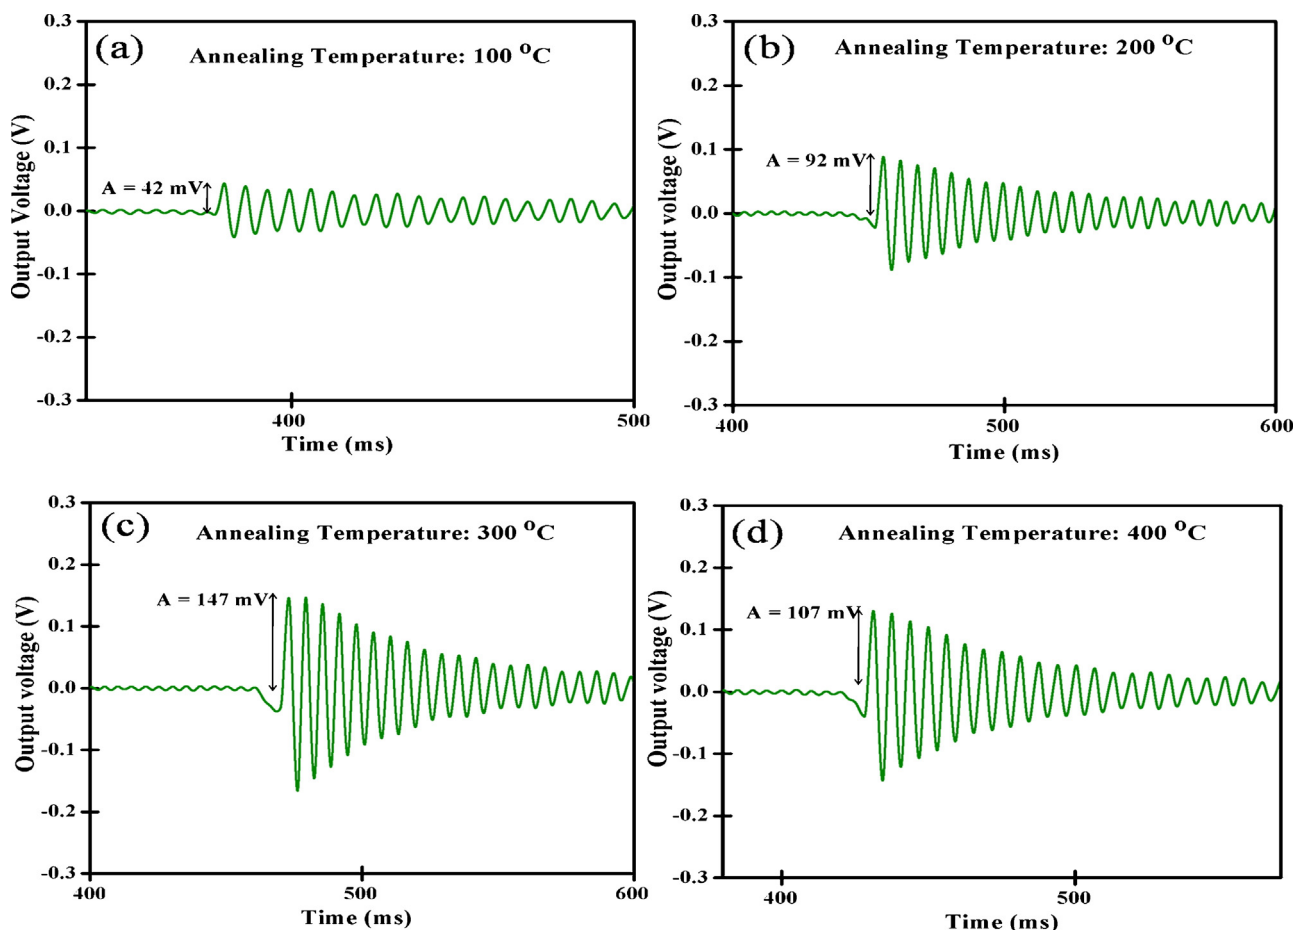 (a)
Annealing Temperature: 100 °C
Output Voltage (V)
0.3
0.2
0.1
0.0
-0.1
-0.2
-0.3
A = 42 mV
400
500
Time (ms)
(b)
Annealing Temperature: 200 °C
Output voltage (V)
0.3
0.2
0.1
0.0
-0.1
-0.2
-0.3
A = 92 mV
400
500
600
Time (ms)
(c)
Annealing Temperature: 300 °C
Output voltage (V)
0.3
0.2
0.1
0.0
-0.1
-0.2
-0.3
A = 147 mV
400
500
600
Time (ms)
(d)
Annealing Temperature: 400 °C
Output voltage (V)
0.3
0.2
0.1
0.0
-0.1
-0.2
-0.3
A = 107 mV
400
500
Time (ms)